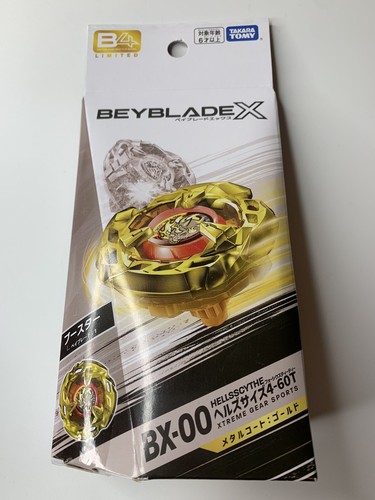 B4
LIMITED
対象年齢
6才以上
TAKARA
TOMY
BEYBLADE X
ベイブレードエックス
ブースター
BX-00
HELLSSCYTHE
ヘルズサイズ4-60T
XTREME GEAR SPORTS
メタルコート：ゴールド